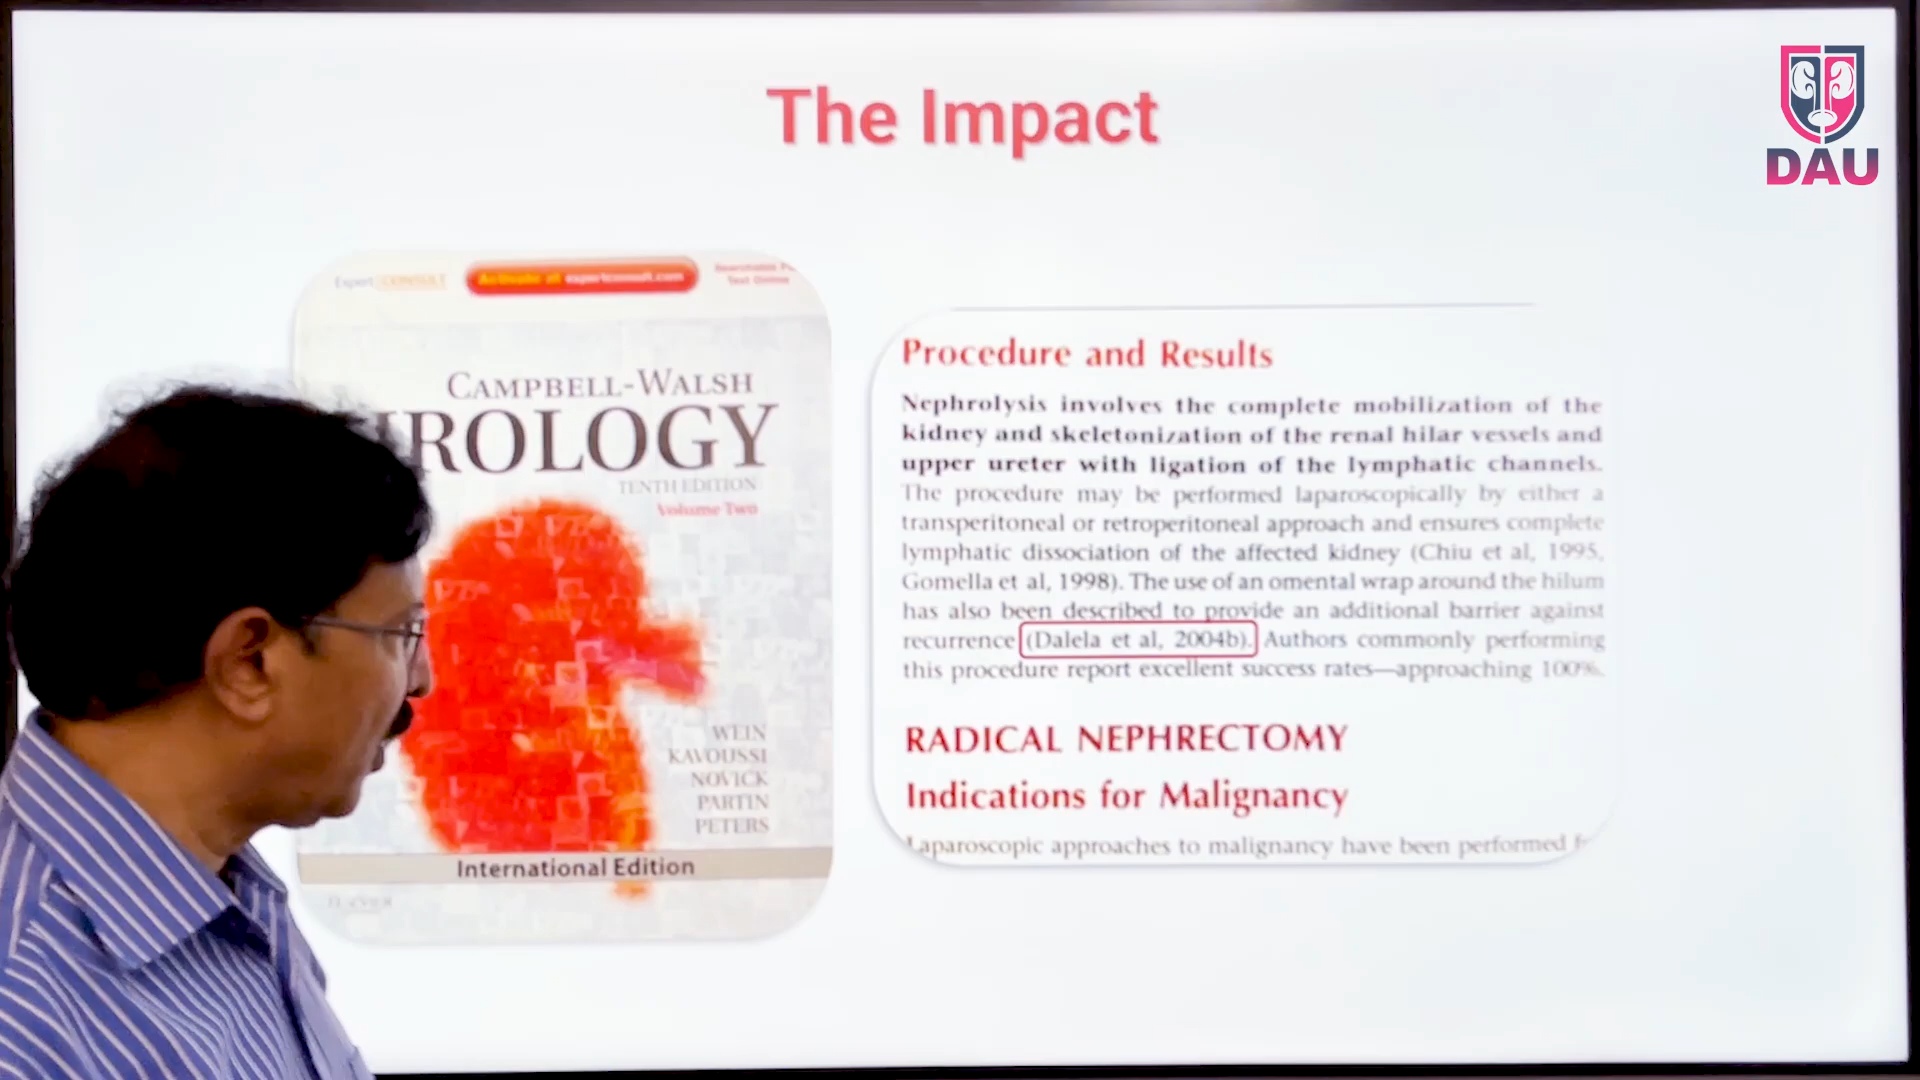 The Impact
DAU
Expert CONSULT
Activate at expertconsult.com
Text Online
CAMPBELL-WALSH
ROLOGY
TENTH EDITION
Volume Two
WEIN
KAVOUSSI
NOVICK
PARTIN
PETERS
International Edition
Procedure and Results
Nephrolysis involves the complete mobilization of the
kidney and skeletonization of the renal hilar vessels and
upper ureter with ligation of the lymphatic channels.
The procedure may be performed laparoscopically by either a
transperitoneal or retroperitoneal approach and ensures complete
lymphatic dissociation of the affected kidney (Chiu et al, 1995,
Gomella et al, 1998). The use of an omental wrap around the hilum
has also been described to provide an additional barrier against
recurrence (Dalela et al, 2004b). Authors commonly performing
this procedure report excellent success rates—approaching 100%.
RADICAL NEPHRECTOMY
Indications for Malignancy
Laparoscopic approaches to malignancy have been performed